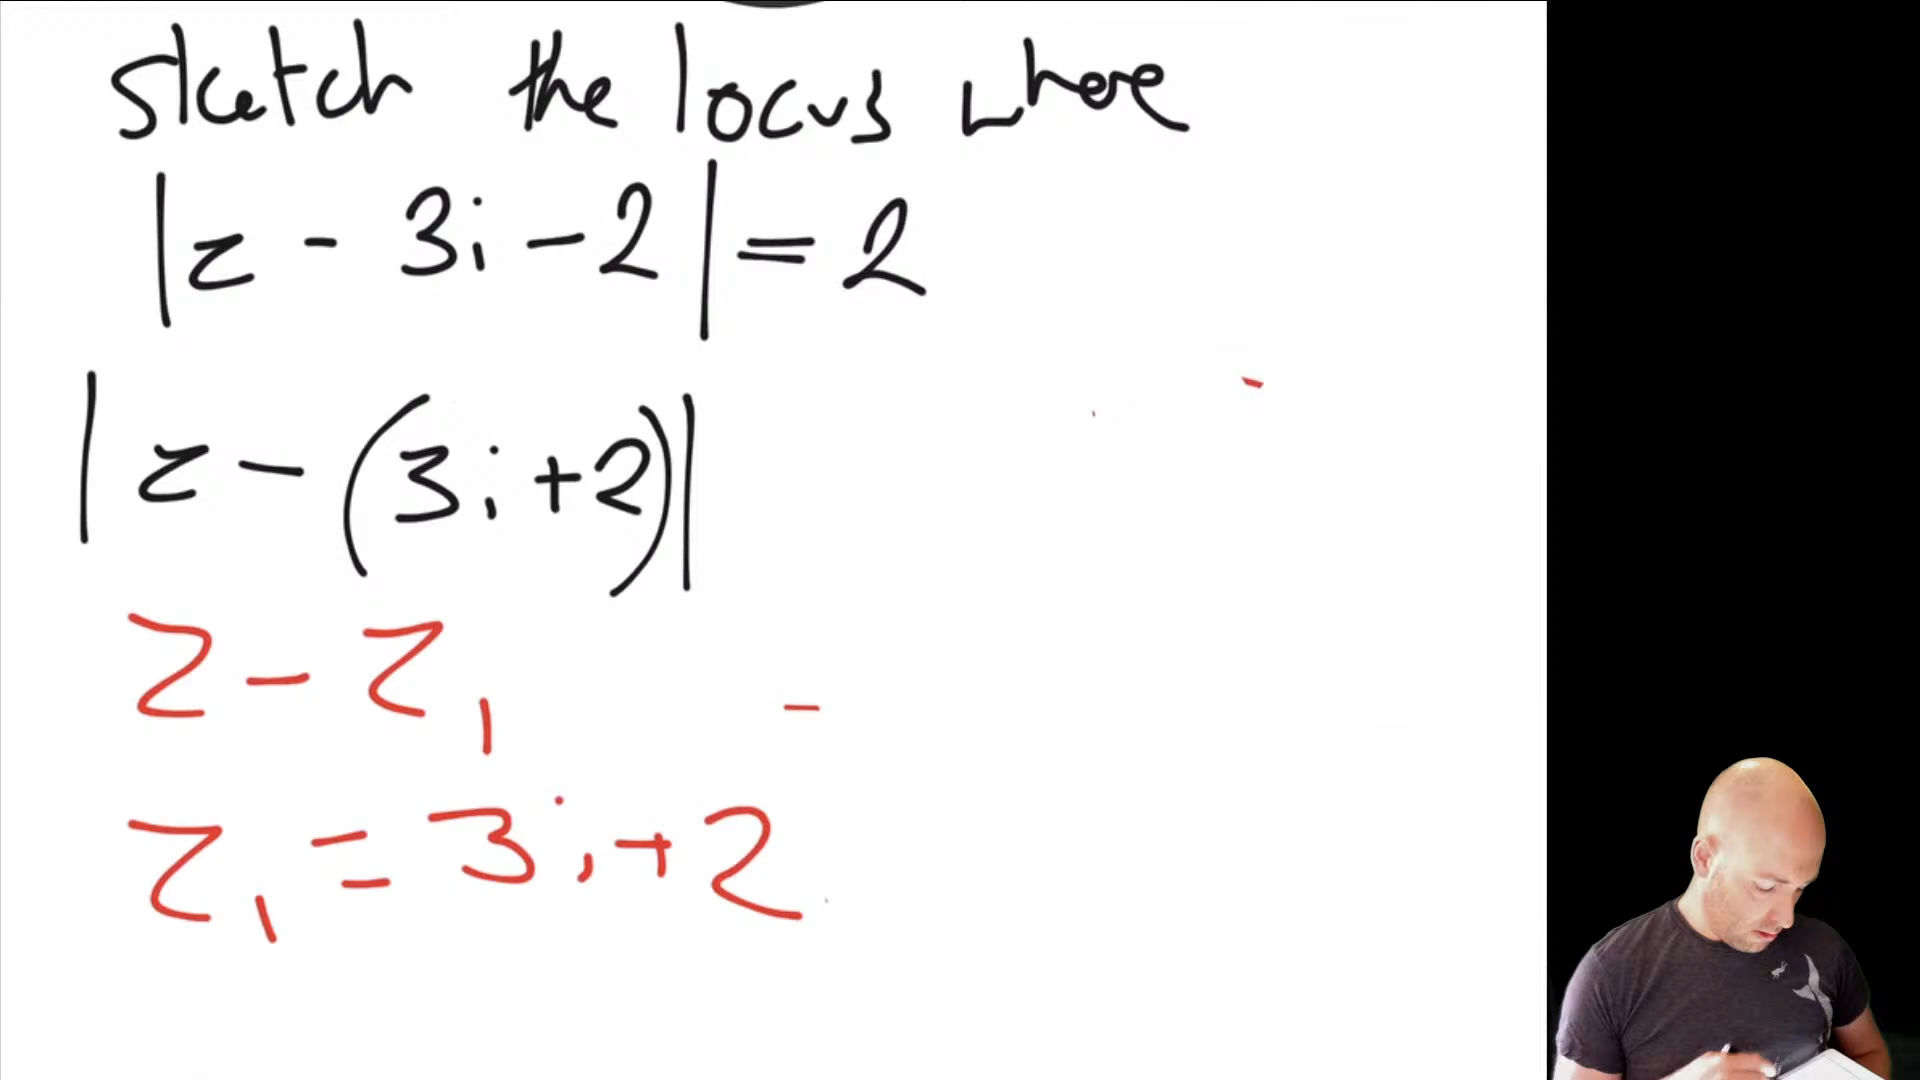 Sketch the locus where
|z - 3i - 2| = 2
|z - (3i + 2)|
z - z₁
z₁ = 3i + 2